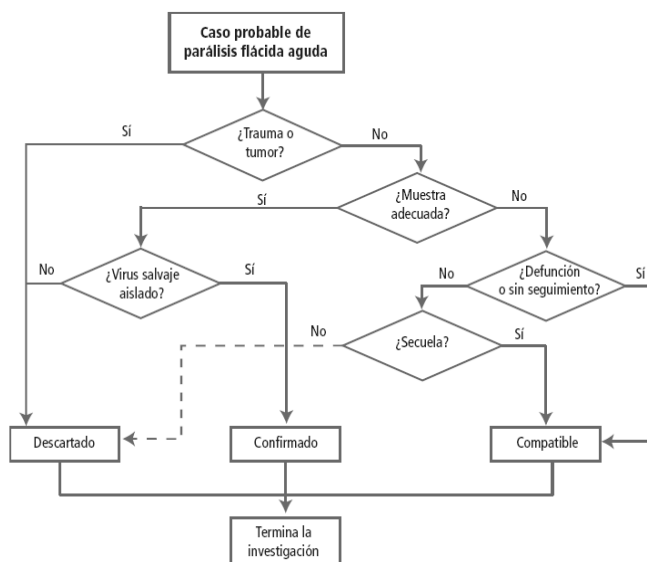 Caso probable de
parálisis flácida aguda
Sí
¿Trauma o
tumor?
No
Sí
¿Muestra
adecuada?
No
No
¿Virus salvaje
aislado?
Sí
No
¿Defunción
o sin seguimiento?
Sí
No
¿Secuela?
Sí
Descartado
Confirmado
Compatible
Termina la
investigación